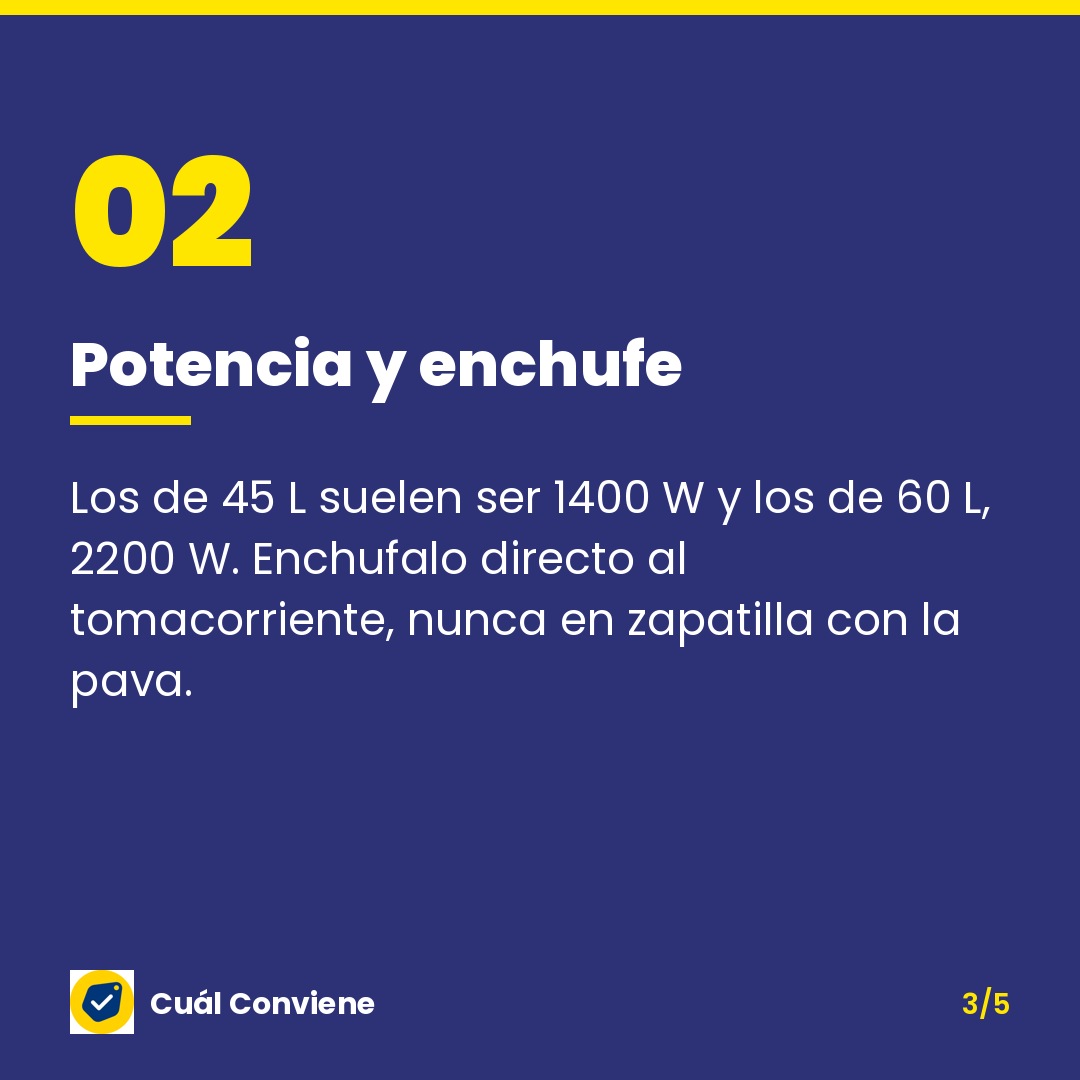 02
Potencia y enchufe
Los de 45 L suelen ser 1400 W y los de 60 L,
2200 W. Enchufalo directo al
tomacorriente, nunca en zapatilla con la
pava.
Cuál Conviene
3/5